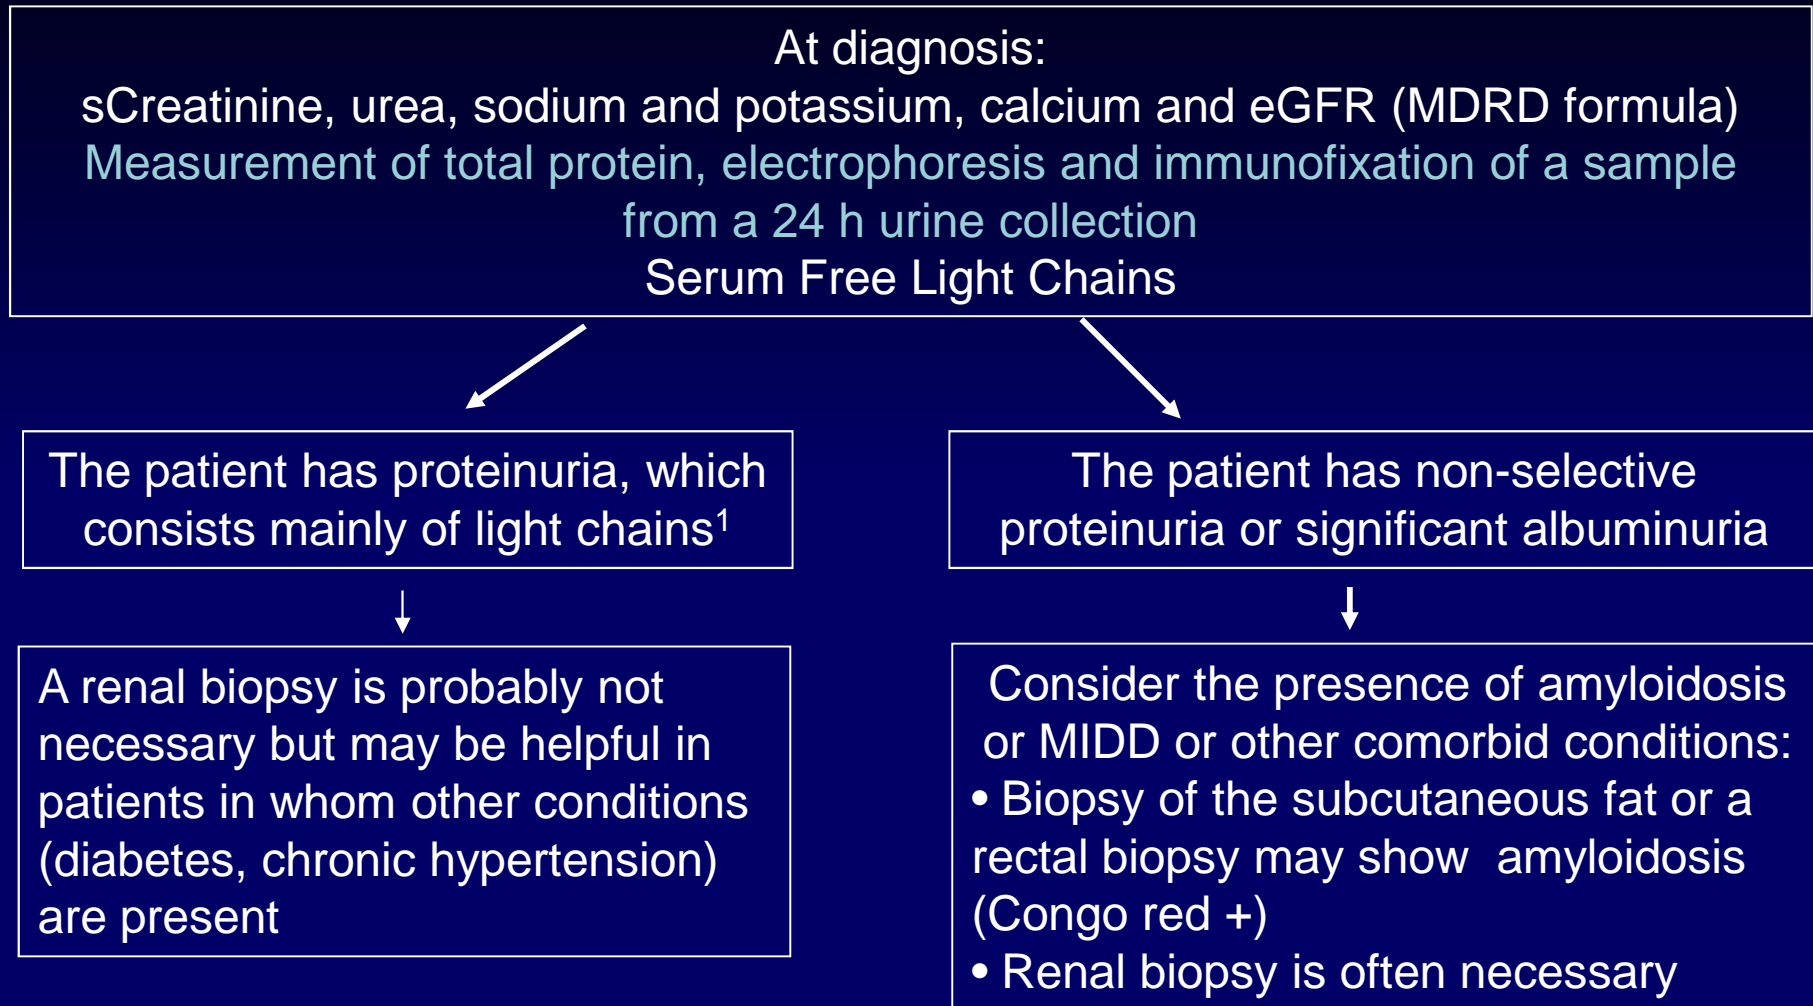 At diagnosis:
sCreatinine, urea, sodium and potassium, calcium and eGFR (MDRD formula)
Measurement of total protein, electrophoresis and immunofixation of a sample
from a 24 h urine collection
Serum Free Light Chains
The patient has proteinuria, which
consists mainly of light chains¹
A renal biopsy is probably not
necessary but may be helpful in
patients in whom other conditions
(diabetes, chronic hypertension)
are present
The patient has non-selective
proteinuria or significant albuminuria
Consider the presence of amyloidosis
or MIDD or other comorbid conditions:
• Biopsy of the subcutaneous fat or a
rectal biopsy may show amyloidosis
(Congo red +)
• Renal biopsy is often necessary